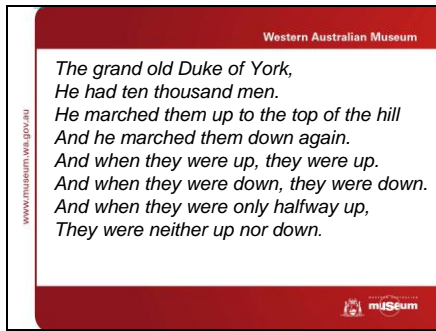 Western Australian Museum
The grand old Duke of York,
He had ten thousand men.
He marched them up to the top of the hill
And he marched them down again.
And when they were up, they were up.
And when they were down, they were down.
And when they were only halfway up,
They were neither up nor down.
www.museum.wa.gov.au
WESTERN AUSTRALIAN
museum